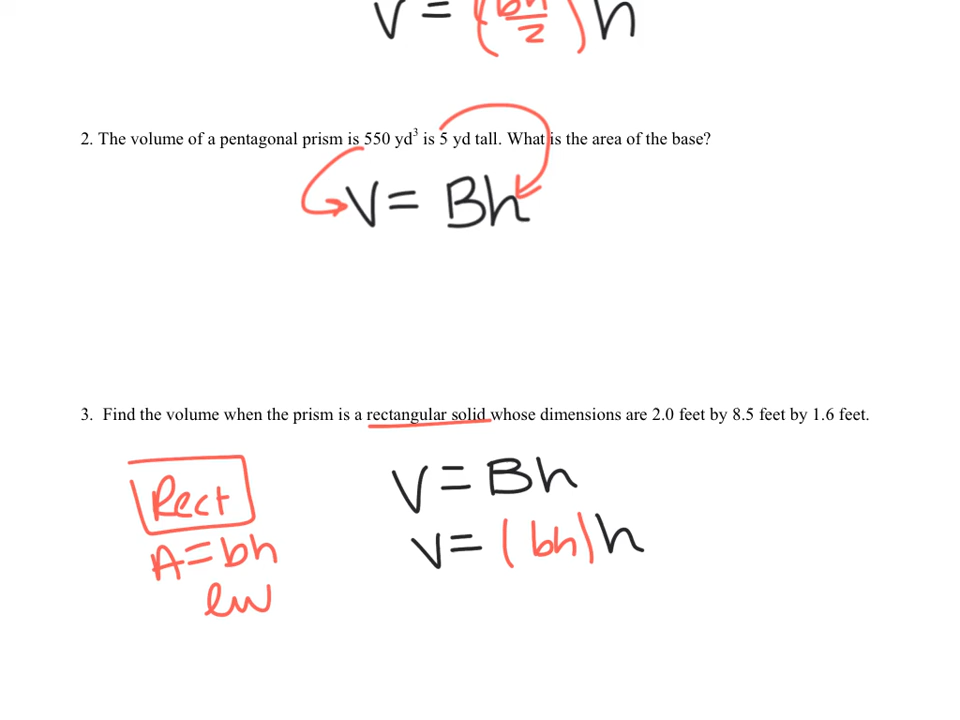 V = (bh/2)h
2. The volume of a pentagonal prism is 550 yd³ is 5 yd tall. What is the area of the base?
V = Bh
3. Find the volume when the prism is a rectangular solid whose dimensions are 2.0 feet by 8.5 feet by 1.6 feet.
Rect
V = Bh
A = bh
V = (bh)h
lw